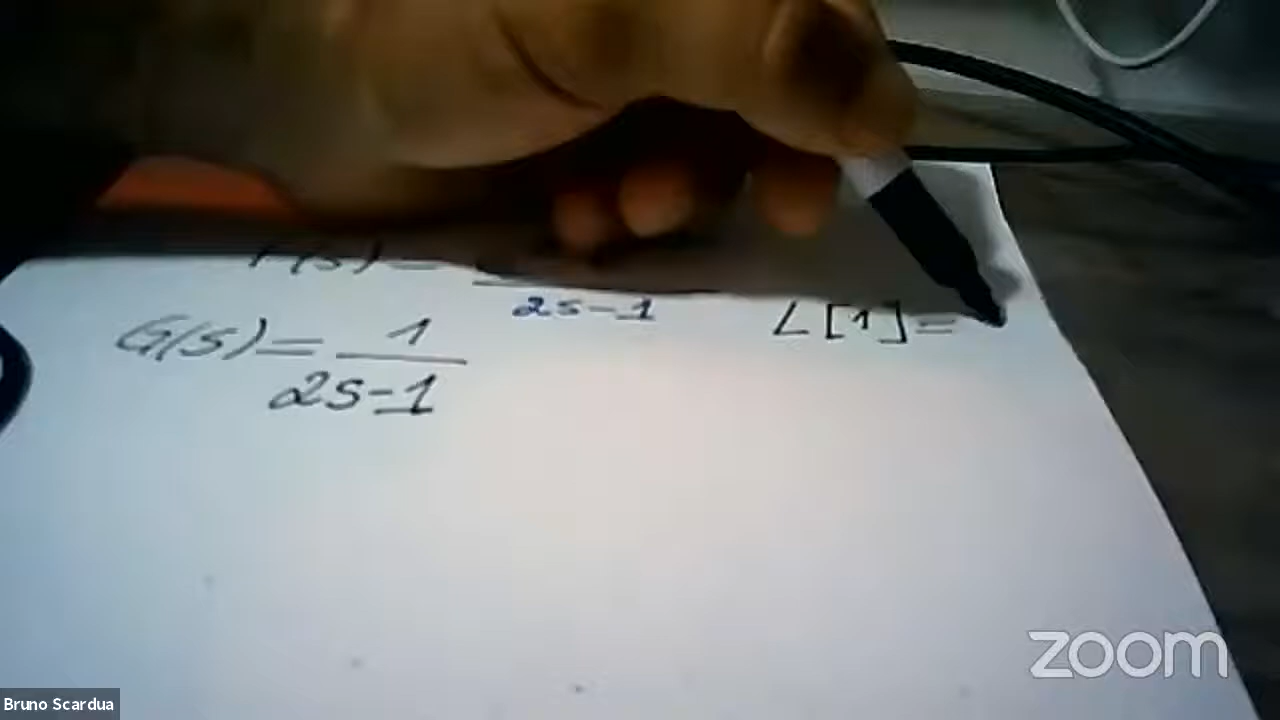 (s) =
2s-1
L[1]=
G(s) = 1
2s-1
zoom
Bruno Scardua